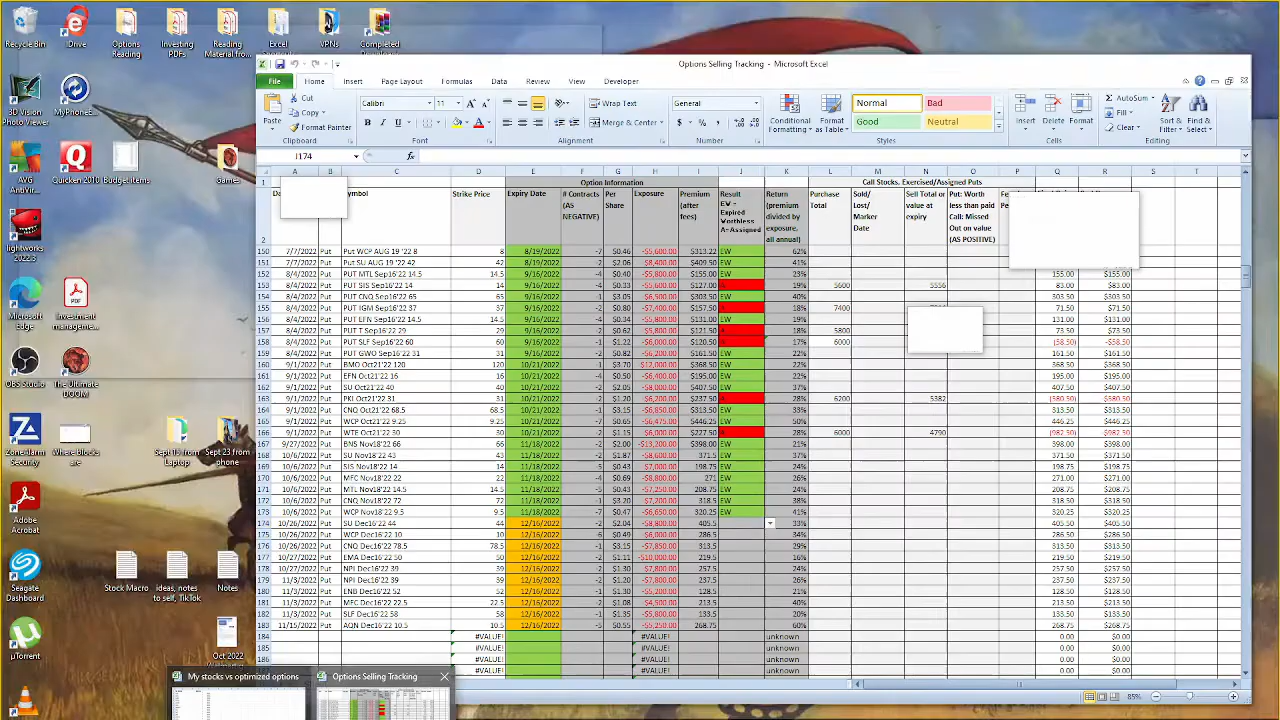 Recycle Bin
IDrive
Options Reading
Investing PDFs
Reading Material fro...
Excel
VPNs
Completed
3D Vision Photo Viewer
MyPhoneE
AVG AntiVir...
Quicken 2010
Budget items
Games
lightworks 2022.3
Microsoft Edge
Investment manageme...
OBS Studio
The Ultimate DOOM
ZoneAlarm Security
Where Blocks are
Sept 15 from Laptop
Sept 23 from phone
Adobe Acrobat
Seagate Dashboard
Stock Macro
ideas, notes to self, TikTok
Notes
µTorrent
Oct 2022
Options Selling Tracking - Microsoft Excel
File Home Insert Page Layout Formulas Data Review View Developer
Paste
Cut
Copy
Format Painter
Clipboard
Calibri 11
Font
Wrap Text
Merge & Center
Alignment
General
Number
Conditional Formatting
Format as Table
Normal Bad
Good Neutral
Styles
Insert Delete Format
Cells
AutoSum
Fill
Clear
Sort & Filter
Find & Select
Editing
J174
A B C D E F G H I J K L M N O P Q R S T
1 Option Information Call Stocks, Exercised/Assigned Puts
2 ymbol Strike Price Expiry Date # Contracts (AS NEGATIVE) Per Share Exposure Premium (after fees) Result EW = Expired Worthless A=Assigned Return (premium divided by exposure, all annual) Purchase Total Sold/ Lost/ Marker Date Sell Total or value at expiry Put: Worth less than paid Call: Missed Out on value (AS POSITIVE)
150 7/7/2022 Put Put WCP AUG 19 '22 8 8 8/19/2022 -7 $0.46 -$5,600.00 $313.22 EW 62%
151 7/7/2022 Put Put SU AUG 19 '22 42 42 8/19/2022 -2 $2.06 -$8,400.00 $409.50 EW 41%
152 8/4/2022 Put PUT MTL Sep16'22 14.5 14.5 9/16/2022 -4 $0.40 -$5,800.00 $155.00 EW 23% 155.00 $155.00
153 8/4/2022 Put PUT SIS Sep16'22 14 14 9/16/2022 -4 $0.33 -$5,600.00 $127.00 19% 5600 5556 83.00 $83.00
154 8/4/2022 Put PUT CNQ Sep16'22 65 65 9/16/2022 -1 $3.05 -$6,500.00 $303.50 EW 40% 303.50 $303.50
155 8/4/2022 Put PUT IGM Sep16'22 37 37 9/16/2022 -2 $0.80 -$7,400.00 $157.50 18% 7400 71.50 $71.50
156 8/4/2022 Put PUT EFN Sep16'22 14.5 14.5 9/16/2022 -4 $0.34 -$5,800.00 $131.00 EW 19% 131.00 $131.00
157 8/4/2022 Put PUT T Sep16'22 29 29 9/16/2022 -2 $0.62 -$5,800.00 $121.50 18% 5800 73.50 $73.50
158 8/4/2022 Put PUT SLF Sep16'22 60 60 9/16/2022 -1 $1.22 -$6,000.00 $120.50 17% 6000 (58.50) -$58.50
159 8/4/2022 Put PUT GWO Sep16'22 31 31 9/16/2022 -2 $0.82 -$6,200.00 $161.50 EW 22% 161.50 $161.50
160 9/1/2022 Put BMO Oct21'22 120 120 10/21/2022 -1 $3.70 -$12,000.00 $368.50 EW 22% 368.50 $368.50
161 9/1/2022 Put EFN Oct21'22 16 16 10/21/2022 -4 $0.50 -$6,400.00 $195.00 EW 22% 195.00 $195.00
162 9/1/2022 Put SU Oct21'22 40 40 10/21/2022 -2 $2.05 -$8,000.00 $407.50 EW 37% 407.50 $407.50
163 9/1/2022 Put PKI Oct21'22 31 31 10/21/2022 -2 $1.20 -$6,200.00 $237.50 28% 6200 5382 (580.50) -$580.50
164 9/1/2022 Put CNQ Oct21'22 68.5 68.5 10/21/2022 -1 $3.15 -$6,850.00 $313.50 EW 33% 313.50 $313.50
165 9/1/2022 Put WCP Oct21'22 9.25 9.25 10/21/2022 -7 $0.65 -$6,475.00 $446.25 EW 50% 446.25 $446.25
166 9/1/2022 Put WTE Oct21'22 30 30 10/21/2022 -2 $1.15 -$6,000.00 $227.50 28% 6000 4790 (982.50) -$982.50
167 9/27/2022 Put BNS Nov18'22 66 66 11/18/2022 -2 $2.00 -$13,200.00 $398.00 EW 21% 398.00 $398.00
168 10/6/2022 Put SU Nov18'22 43 43 11/18/2022 -2 $1.87 -$8,600.00 371.5 EW 37% 371.50 $371.50
169 10/6/2022 Put SIS Nov18'22 14 14 11/18/2022 -5 $0.43 -$7,000.00 198.75 EW 24% 198.75 $198.75
170 10/6/2022 Put MFC Nov18'22 22 22 11/18/2022 -4 $0.69 -$8,800.00 271 EW 26% 271.00 $271.00
171 10/6/2022 Put MTL Nov18'22 14.5 14.5 11/18/2022 -5 $0.43 -$7,250.00 208.75 EW 24% 208.75 $208.75
172 10/6/2022 Put CNQ Nov18'22 72 72 11/18/2022 -1 $3.20 -$7,200.00 318.5 EW 38% 318.50 $318.50
173 10/6/2022 Put WCP Nov18'22 9.5 9.5 11/18/2022 -7 $0.47 -$6,650.00 320.25 EW 41% 320.25 $320.25
174 10/26/2022 Put SU Dec16'22 44 44 12/16/2022 -2 $2.04 -$8,800.00 405.5 33% 405.50 $405.50
175 10/26/2022 Put WCP Dec16'22 10 10 12/16/2022 -6 $0.49 -$6,000.00 286.5 34% 286.50 $286.50
176 10/26/2022 Put CNQ Dec16'22 78.5 78.5 12/16/2022 -1 $3.15 -$7,850.00 313.5 29% 313.50 $313.50
177 10/27/2022 Put EMA Dec16'22 50 50 12/16/2022 -2 $1.11 -$10,000.00 219.5 16% 219.50 $219.50
178 10/27/2022 Put NPI Dec16'22 39 39 12/16/2022 -2 $1.30 -$7,800.00 257.5 24% 257.50 $257.50
179 11/3/2022 Put NPI Dec16'22 39 39 12/16/2022 -2 $1.20 -$7,800.00 237.5 26% 237.50 $237.50
180 11/3/2022 Put ENB Dec16'22 52 52 12/16/2022 -1 $1.30 -$5,200.00 128.5 21% 128.50 $128.50
181 11/3/2022 Put MFC Dec16'22 22.5 22.5 12/16/2022 -2 $1.08 -$4,500.00 213.5 40% 213.50 $213.50
182 11/3/2022 Put SLF Dec16'22 58 58 12/16/2022 -1 $1.35 -$5,800.00 133.5 20% 133.50 $133.50
183 11/15/2022 Put AQN Dec16'22 10.5 10.5 12/16/2022 -5 $0.55 -$5,250.00 268.75 60% 268.75 $268.75
184 #VALUE! #VALUE! unknown 0.00 $0.00
185 #VALUE! #VALUE! unknown 0.00 $0.00
186 #VALUE! #VALUE! unknown 0.00 $0.00
187 #VALUE! #VALUE! unknown 0.00 $0.00
85%
My stocks vs optimized options
Options Selling Tracking